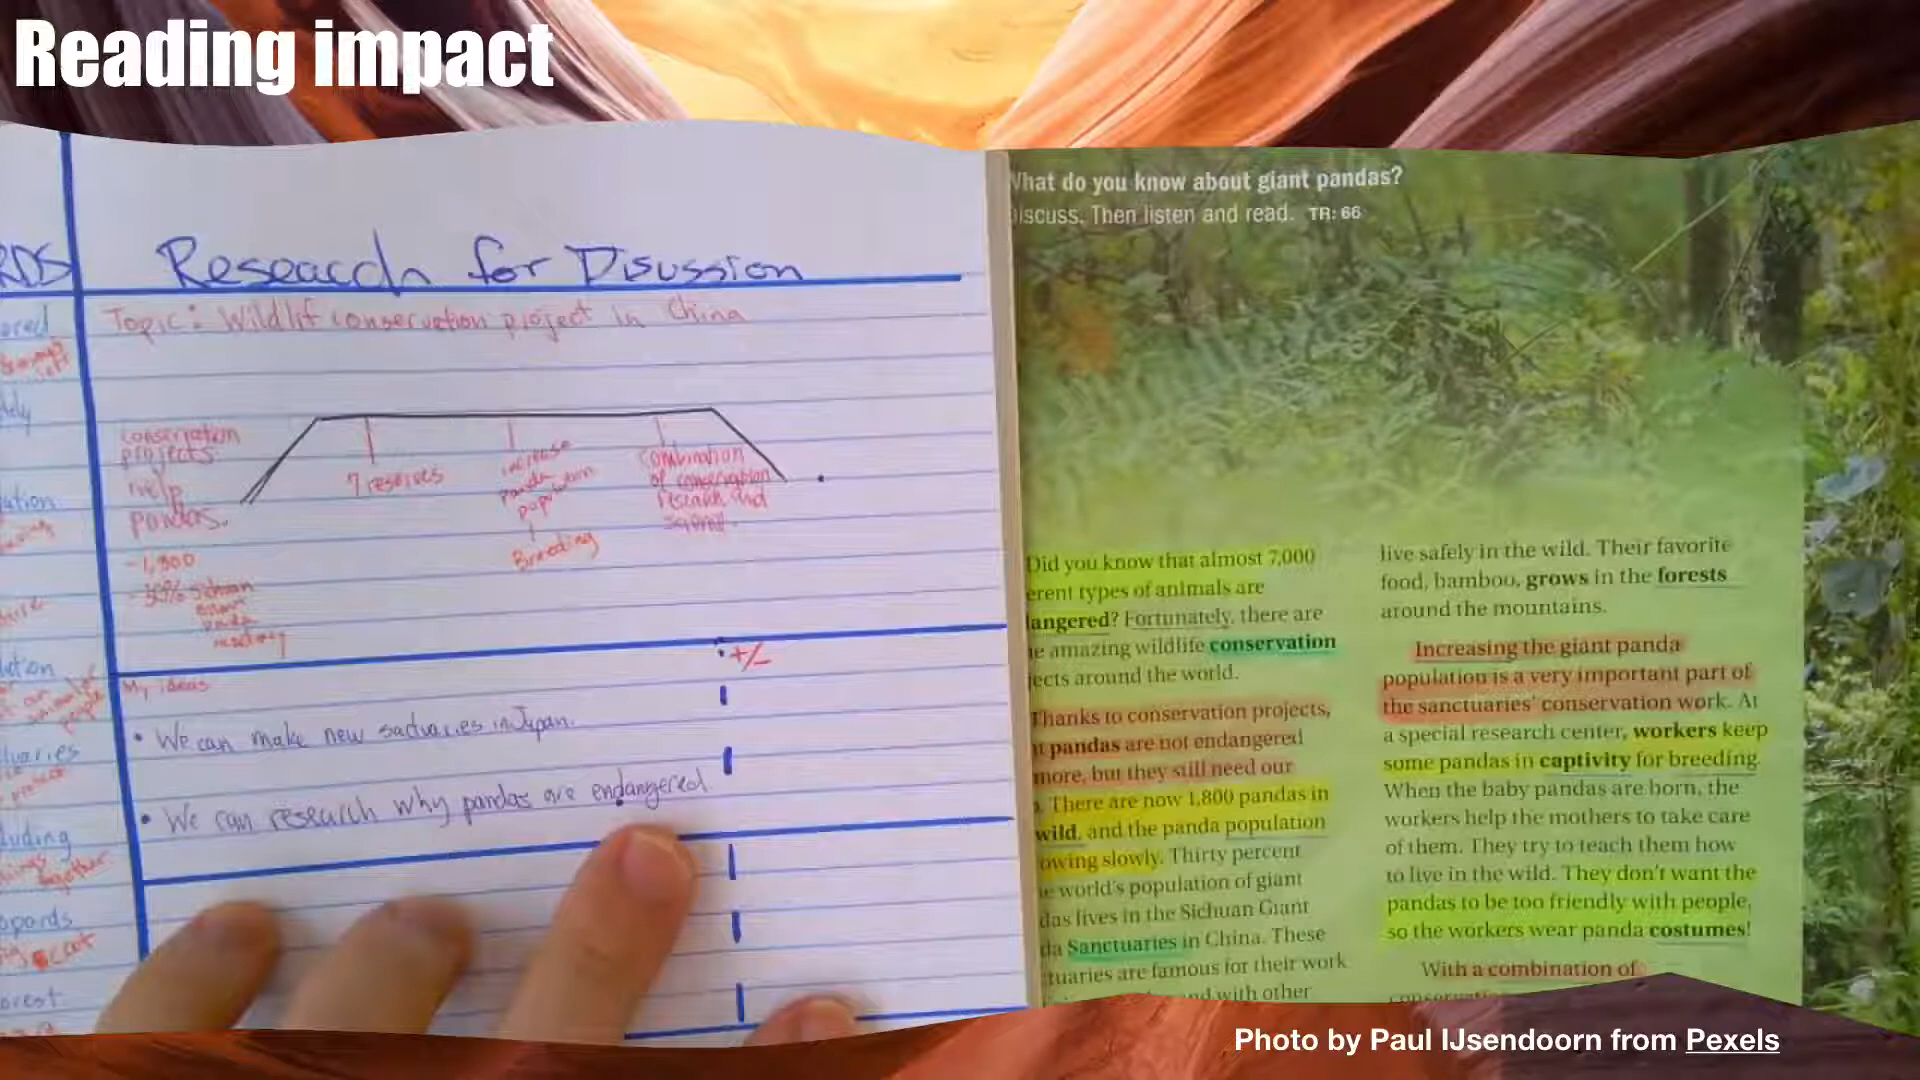 Reading impact
RDS
Reseacch for Disussion
Topic: Wildlif conservation project in China
conservation
projects
help
pandas.
-1,800
-30% sichuan
giant
panda
7 reserves
increase
panda
population
Breeding
Combination
of conservation
research and
+/-
My ideas
• We can make new satuaries in Japan.
• We can research why pandas are endangered
What do you know about giant pandas?
iscuss. Then listen and read. TR: 66
Did you know that almost 7,000
erent types of animals are
angered? Fortunately, there are
e amazing wildlife conservation
jects around the world.
Thanks to conservation projects,
t pandas are not endangered
more, but they still need our
. There are now 1,800 pandas in
wild, and the panda population
owing slowly. Thirty percent
e world's population of giant
das lives in the Sichuan Giant
da Sanctuaries in China. These
tuaries are famous for their work
and with other
live safely in the wild. Their favorite
food, bamboo, grows in the forests
around the mountains.
Increasing the giant panda
population is a very important part of
the sanctuaries' conservation work. At
a special research center, workers keep
some pandas in captivity for breeding.
When the baby pandas are born, the
workers help the mothers to take care
of them. They try to teach them how
to live in the wild. They don't want the
pandas to be too friendly with people,
so the workers wear panda costumes!
With a combination of
Photo by Paul IJsendoorn from Pexels